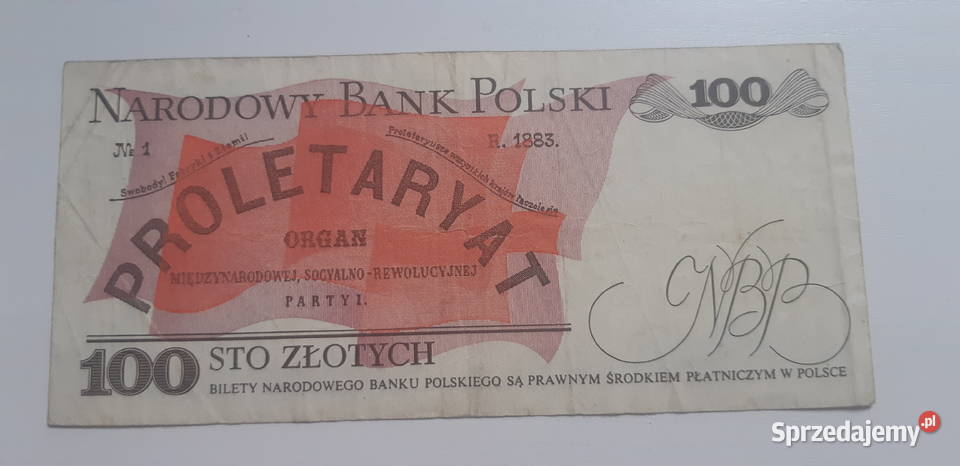 NARODOWY BANK POLSKI 100
№ 1 R. 1883.
Swobody! Fabryki i Ziemi! Proletaryusze wszystkich krajów łączcie się
PROLETARYAT
ORGAN
MIĘDZYNARODOWEJ, SOCYALNO-REWOLUCYJNEJ
PARTYI.
NBP
100 STO ZŁOTYCH
BILETY NARODOWEGO BANKU POLSKIEGO SĄ PRAWNYM ŚRODKIEM PŁATNICZYM W POLSCE
Sprzedajemy.pl